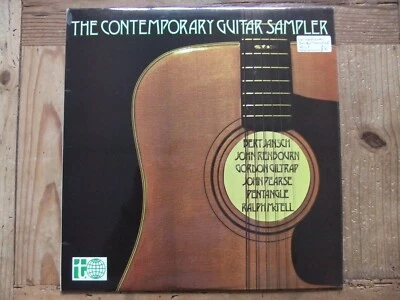 THE CONTEMPORARY GUITAR SAMPLER
BERT JANSCH
JOHN RENBOURN
GORDON GILTRAP
JOHN PEARSE
PENTANGLE
RALPH McTELL